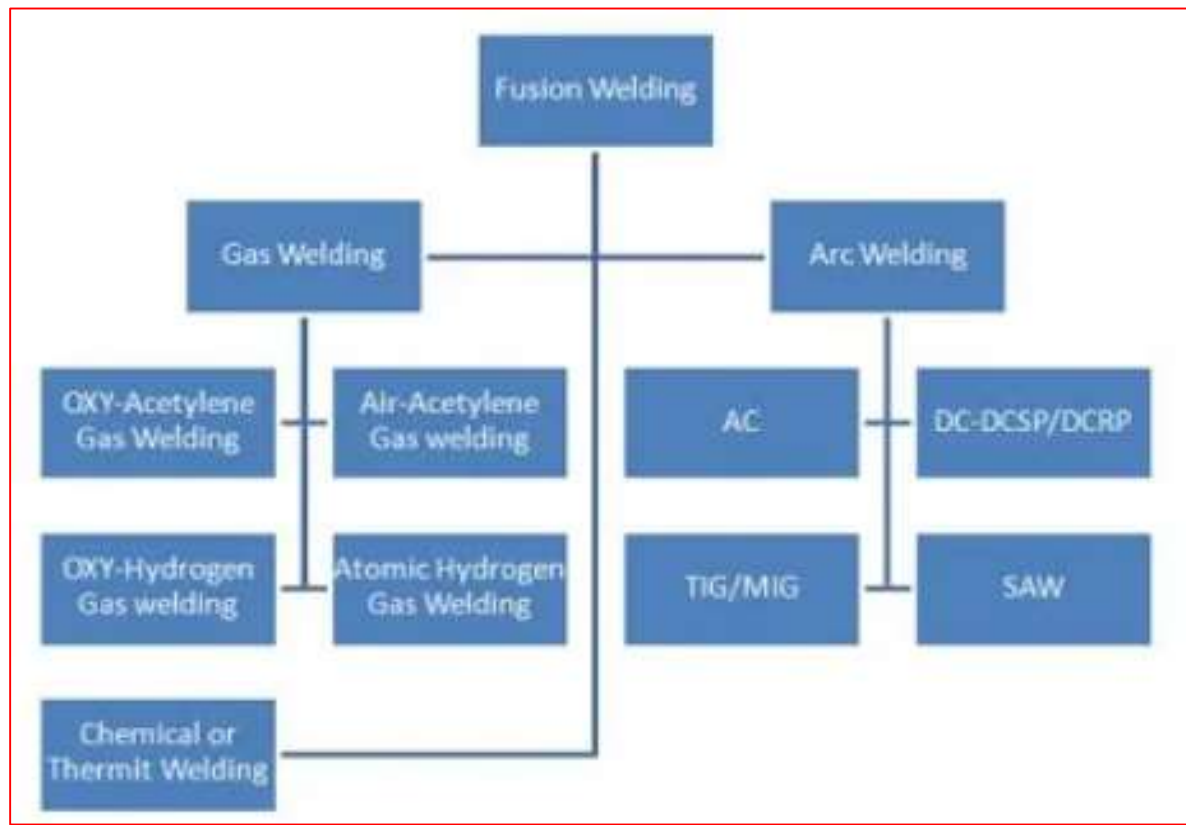 Fusion Welding
Gas Welding
Arc Welding
OXY-Acetylene
Gas Welding
Air-Acetylene
Gas welding
AC
DC-DCSP/DCRP
OXY-Hydrogen
Gas welding
Atomic Hydrogen
Gas Welding
TIG/MIG
SAW
Chemical or
Thermit Welding